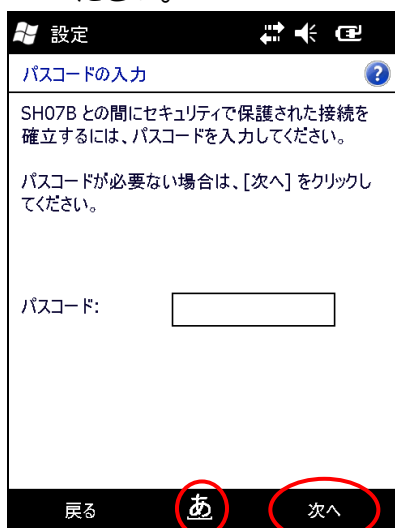 ださい。
設定
パスコードの入力
SH07B との間にセキュリティで保護された接続を
確立するには、パスコードを入力してください。
パスコードが必要ない場合は、[次へ] をクリックし
てください。
パスコード:
戻る あ 次へ